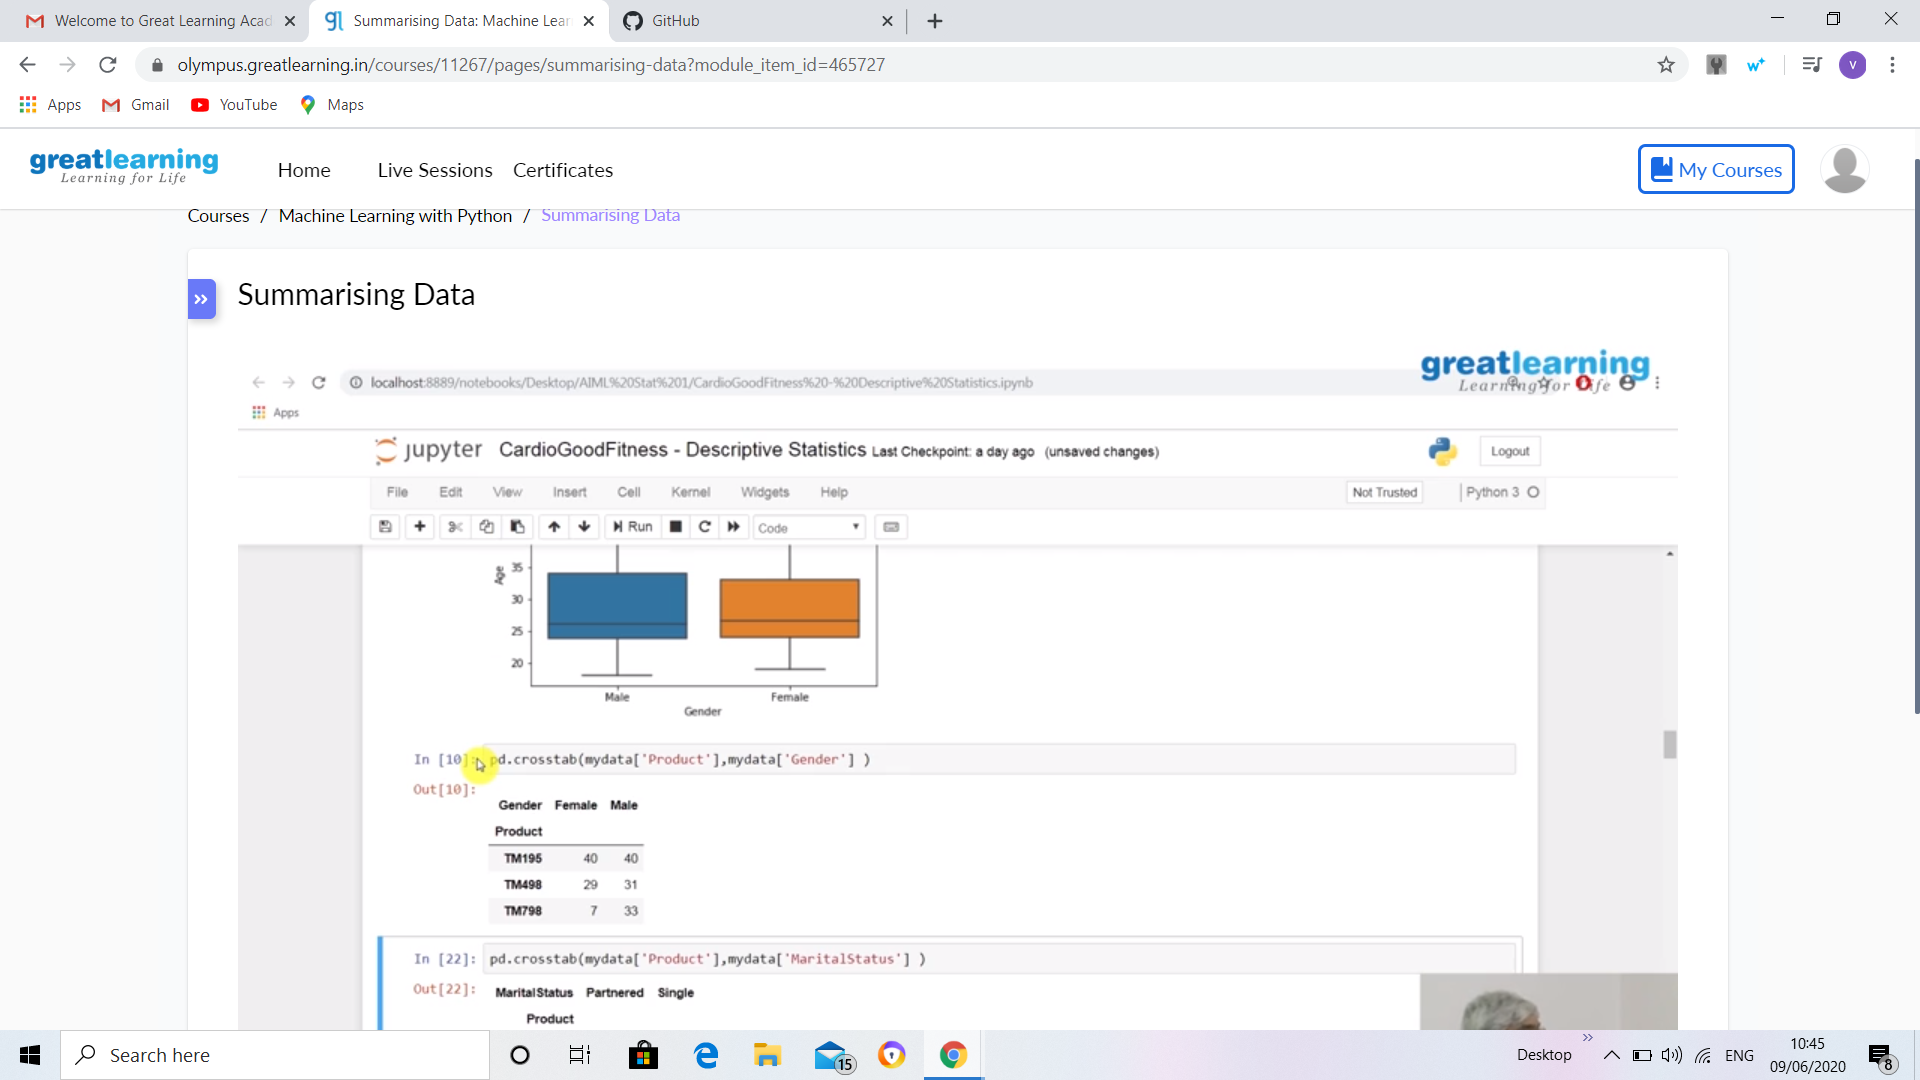 Welcome to Great Learning Acad
Summarising Data: Machine Lear
GitHub
olympus.greatlearning.in/courses/11267/pages/summarising-data?module_item_id=465727
V
Apps
Gmail
YouTube
Maps
greatlearning
Learning for Life
Home
Live Sessions
Certificates
My Courses
Courses / Machine Learning with Python / Summarising Data
Summarising Data
greatlearning
Learning for Life
localhost:8889/notebooks/Desktop/AIML%20Stat%201/CardioGoodFitness%20-%20Descriptive%20Statistics.ipynb
Apps
jupyter CardioGoodFitness - Descriptive Statistics Last Checkpoint: a day ago (unsaved changes)
Logout
File Edit View Insert Cell Kernel Widgets Help
Not Trusted
Python 3
Run
Code
Age
35
30
25
20
Male Female
Gender
In [10]: pd.crosstab(mydata['Product'],mydata['Gender'] )
Out[10]:
Gender Female Male
Product
TM195 40 40
TM498 29 31
TM798 7 33
In [22]: pd.crosstab(mydata['Product'],mydata['MaritalStatus'] )
Out[22]:
MaritalStatus Partnered Single
Product
Search here
15
Desktop
ENG
10:45
09/06/2020
8